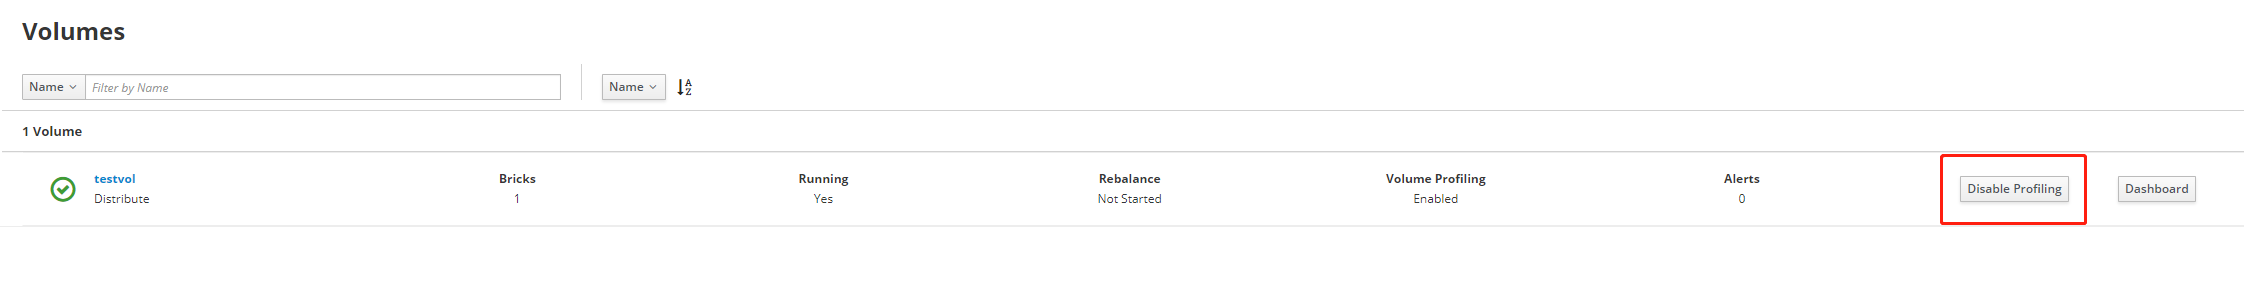 Volumes
Name Filter by Name Name A Z
1 Volume
testvol Bricks Running Rebalance Volume Profiling Alerts Disable Profiling Dashboard
Distribute 1 Yes Not Started Enabled 0